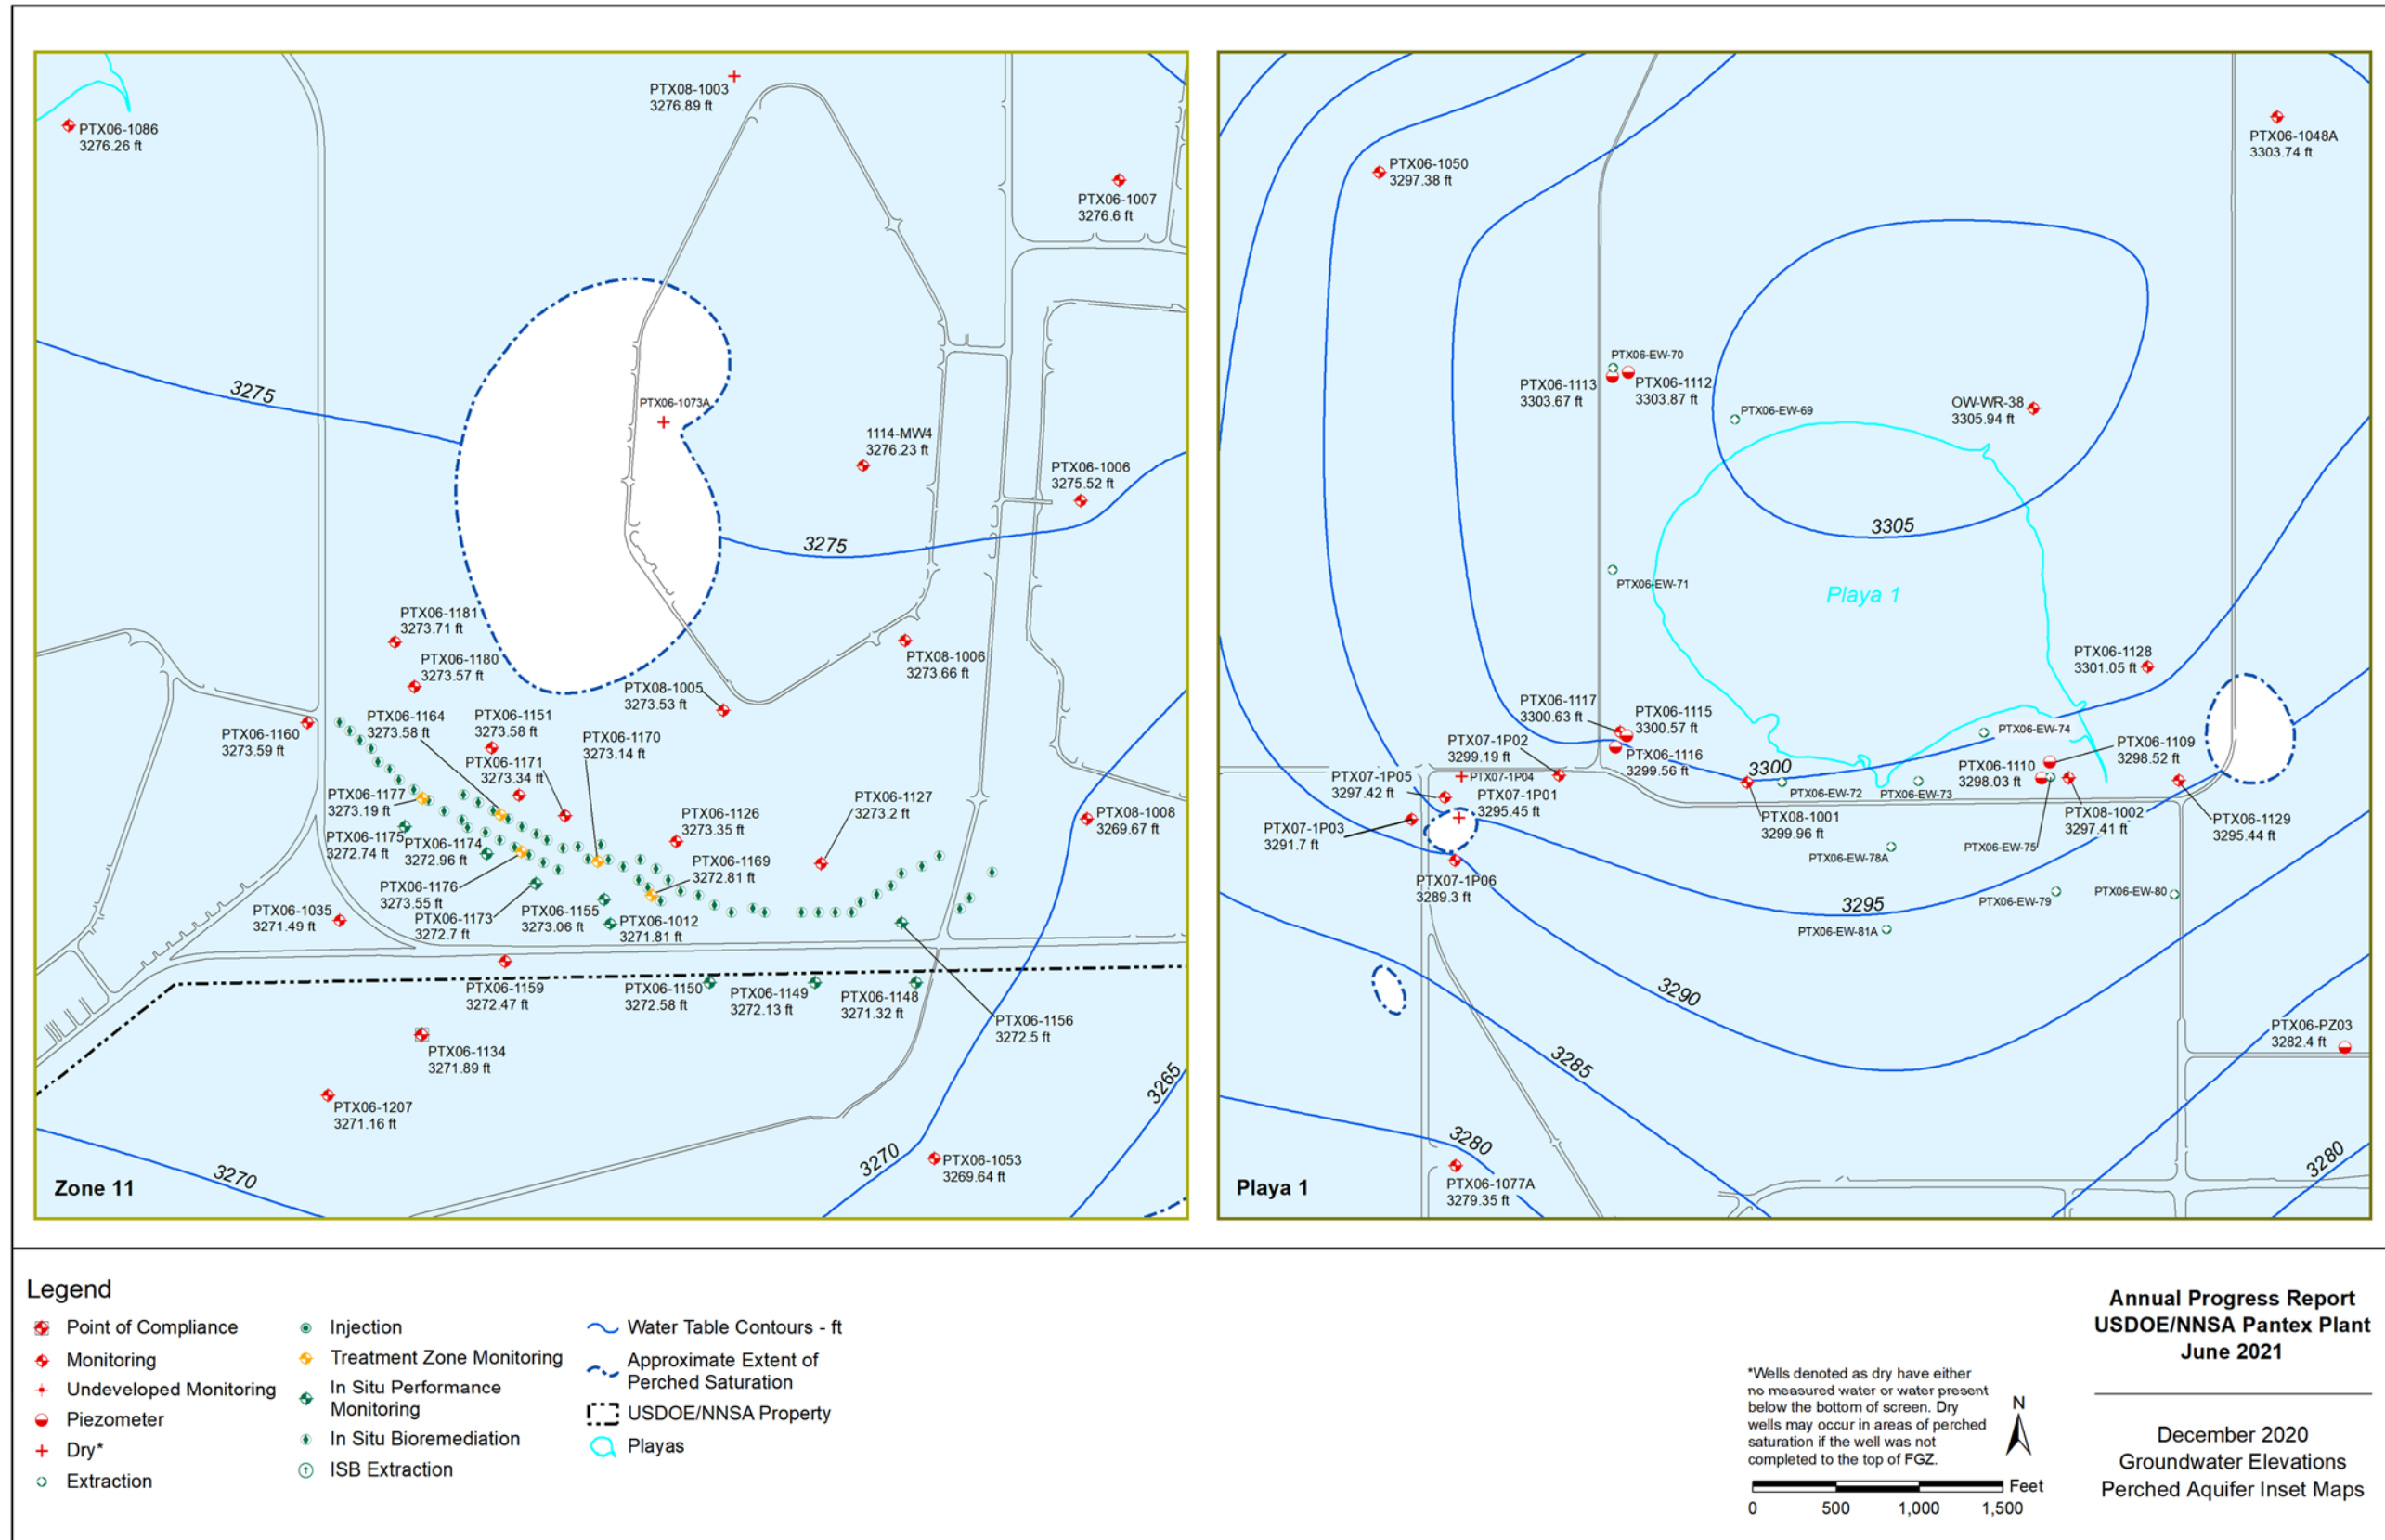 PTX08-1003
3276.89 ft
PTX06-1086
3276.26 ft
PTX06-1007
3276.6 ft
3275
PTX06-1073A
1114-MW4
3276.23 ft
PTX06-1006
3275.52 ft
3275
PTX06-1181
3273.71 ft
PTX06-1180
3273.57 ft
PTX08-1006
3273.66 ft
PTX08-1005
3273.53 ft
PTX06-1160
3273.59 ft
PTX06-1164
3273.58 ft
PTX06-1151
3273.58 ft
PTX06-1170
3273.14 ft
PTX06-1171
3273.34 ft
PTX06-1177
3273.19 ft
PTX06-1126
3273.35 ft
PTX06-1127
3273.2 ft
PTX08-1008
3269.67 ft
PTX06-1175
3272.74 ft
PTX06-1174
3272.96 ft
PTX06-1169
3272.81 ft
PTX06-1176
3273.55 ft
PTX06-1035
3271.49 ft
PTX06-1173
3272.7 ft
PTX06-1155
3273.06 ft
PTX06-1012
3271.81 ft
PTX06-1159
3272.47 ft
PTX06-1150
3272.58 ft
PTX06-1149
3272.13 ft
PTX06-1148
3271.32 ft
PTX06-1156
3272.5 ft
PTX06-1134
3271.89 ft
PTX06-1207
3271.16 ft
3265
3270
3270
PTX06-1053
3269.64 ft
Zone 11
PTX06-1048A
3303.74 ft
PTX06-1050
3297.38 ft
PTX06-EW-70
PTX06-1113
3303.67 ft
PTX06-1112
3303.87 ft
PTX06-EW-69
OW-WR-38
3305.94 ft
3305
PTX06-EW-71
Playa 1
PTX06-1128
3301.05 ft
PTX06-1117
3300.63 ft
PTX06-1115
3300.57 ft
PTX06-EW-74
PTX07-1P02
3299.19 ft
PTX06-1116
3299.56 ft
3300
PTX06-1109
3298.52 ft
PTX06-1110
3298.03 ft
PTX07-1P05
3297.42 ft
PTX07-1P04
PTX07-1P01
3295.45 ft
PTX06-EW-72
PTX06-EW-73
PTX07-1P03
3291.7 ft
PTX08-1001
3299.96 ft
PTX08-1002
3297.41 ft
PTX06-1129
3295.44 ft
PTX06-EW-78A
PTX06-EW-75
PTX07-1P06
3289.3 ft
3295
PTX06-EW-79
PTX06-EW-80
PTX06-EW-81A
3290
PTX06-PZ03
3282.4 ft
3285
3280
3280
PTX06-1077A
3279.35 ft
Playa 1
Legend
Point of Compliance
Monitoring
Undeveloped Monitoring
Piezometer
Dry*
Extraction
Injection
Treatment Zone Monitoring
In Situ Performance
Monitoring
In Situ Bioremediation
ISB Extraction
Water Table Contours - ft
Approximate Extent of
Perched Saturation
USDOE/NNSA Property
Playas
*Wells denoted as dry have either
no measured water or water present
below the bottom of screen. Dry
wells may occur in areas of perched
saturation if the well was not
completed to the top of FGZ.
N
Feet
0 500 1,000 1,500
Annual Progress Report
USDOE/NNSA Pantex Plant
June 2021
December 2020
Groundwater Elevations
Perched Aquifer Inset Maps